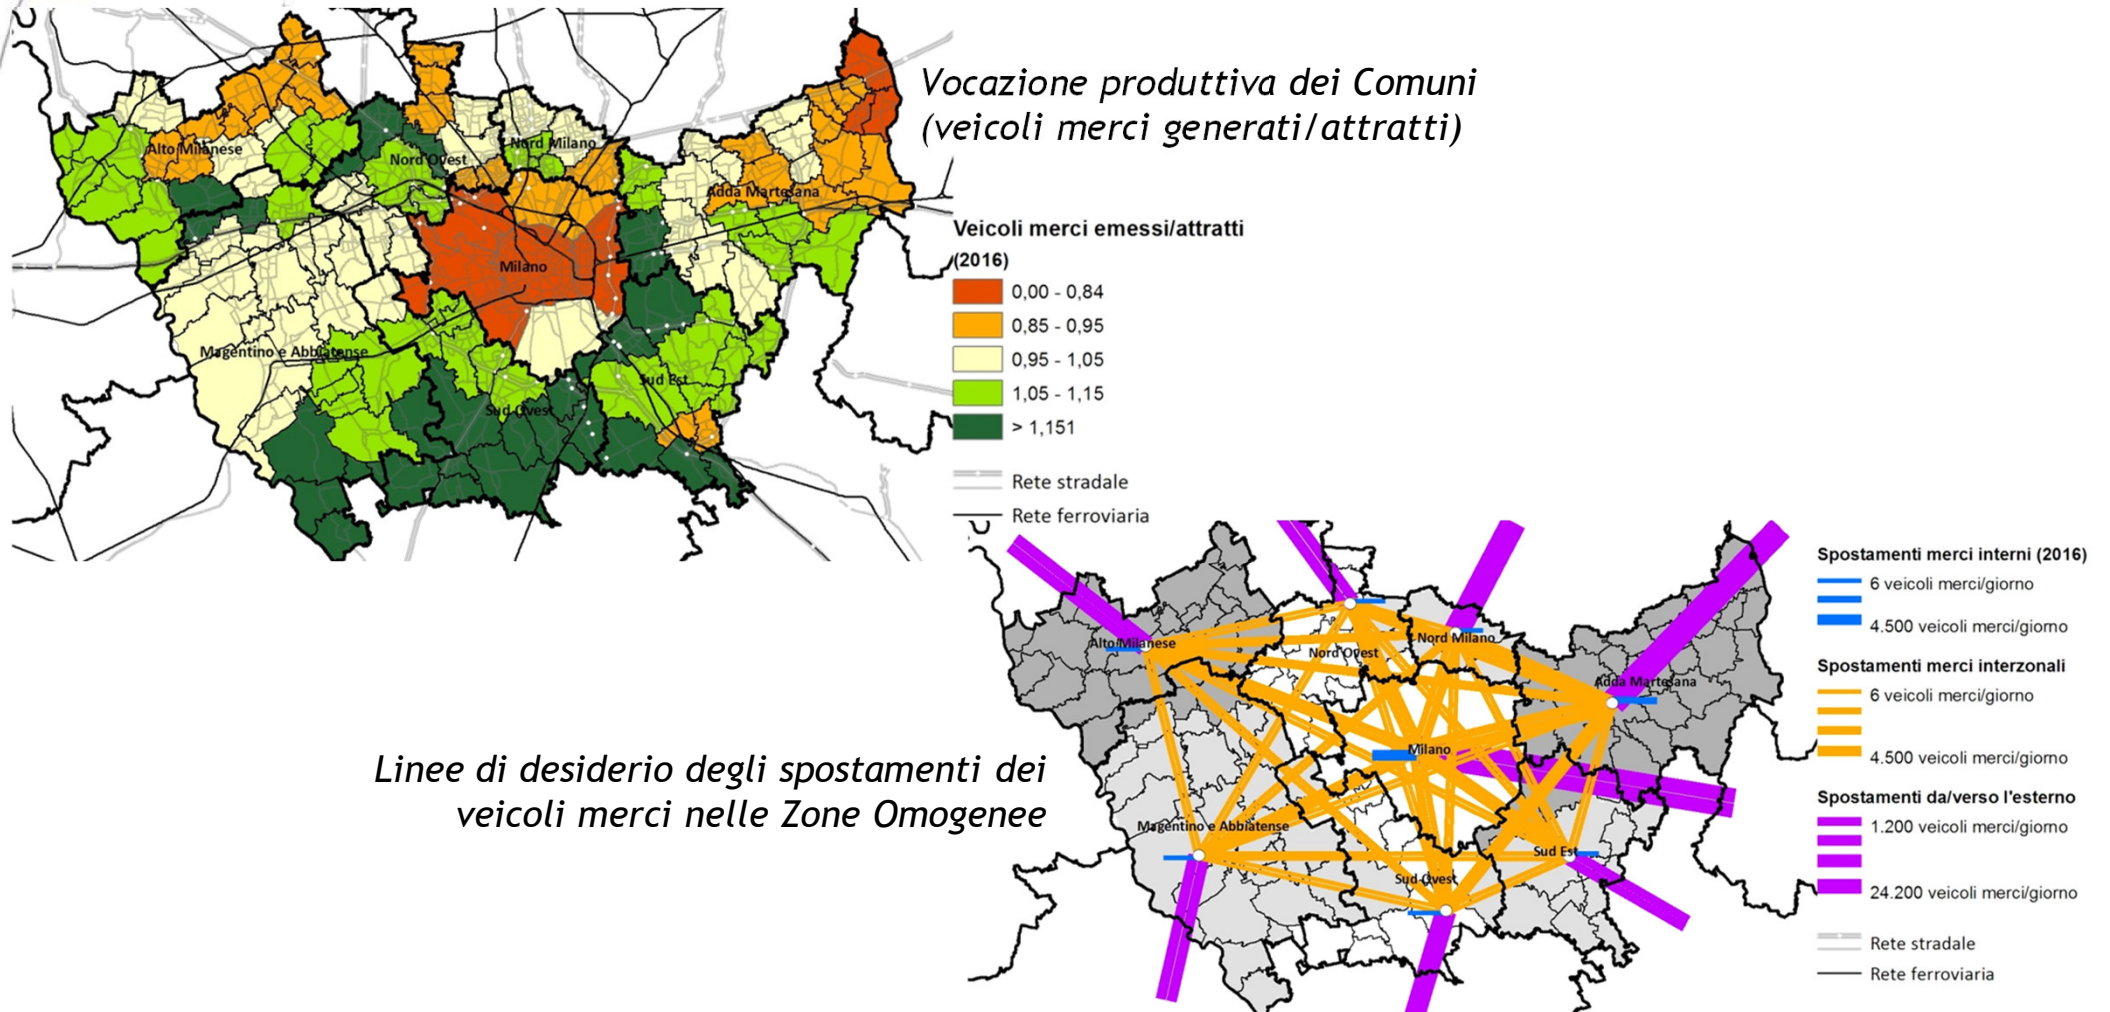 Vocazione produttiva dei Comuni
(veicoli merci generati/attratti)
Alto Milanese
Nord Ovest
Nord Milano
Adda Martesana
Milano
Magentino e Abbiatense
Sud Est
Sud Ovest
Veicoli merci emessi/attratti
(2016)
0,00 - 0,84
0,85 - 0,95
0,95 - 1,05
1,05 - 1,15
> 1,151
Rete stradale
Rete ferroviaria
Linee di desiderio degli spostamenti dei
veicoli merci nelle Zone Omogenee
Alto Milanese
Nord Milano
Nord Ovest
Adda Martesana
Milano
Magentino e Abbiatense
Sud Est
Sud Ovest
Spostamenti merci interni (2016)
6 veicoli merci/giorno
4.500 veicoli merci/giorno
Spostamenti merci interzonali
6 veicoli merci/giorno
4.500 veicoli merci/giorno
Spostamenti da/verso l'esterno
1.200 veicoli merci/giorno
24.200 veicoli merci/giorno
Rete stradale
Rete ferroviaria